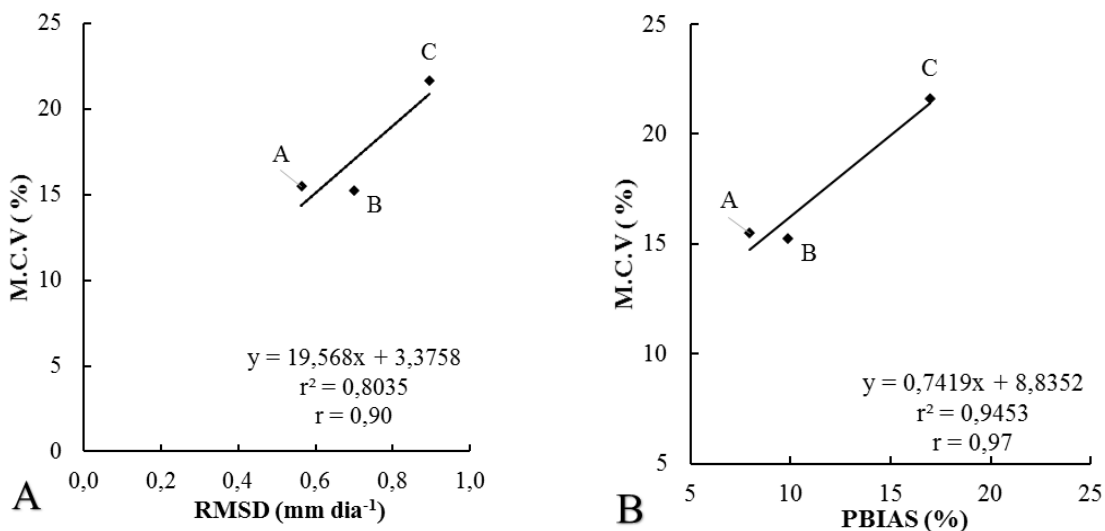 25
20
15
10
5
0
M.C.V ( %)
C
A
B
y = 19,568x + 3,3758
r² = 0,8035
r = 0,90
0,0 0,2 0,4 0,6 0,8 1,0
A
RMSD (mm dia⁻¹)
25
20
15
10
5
M.C.V ( %)
C
A
B
y = 0,7419x + 8,8352
r² = 0,9453
r = 0,97
5 10 15 20 25
B
PBIAS (%)